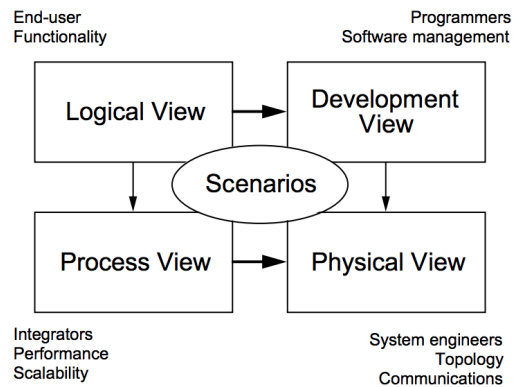 End-user
Functionality
Programmers
Software management
Logical View
Development
View
Scenarios
Process View
Physical View
Integrators
Performance
Scalability
System engineers
Topology
Communications